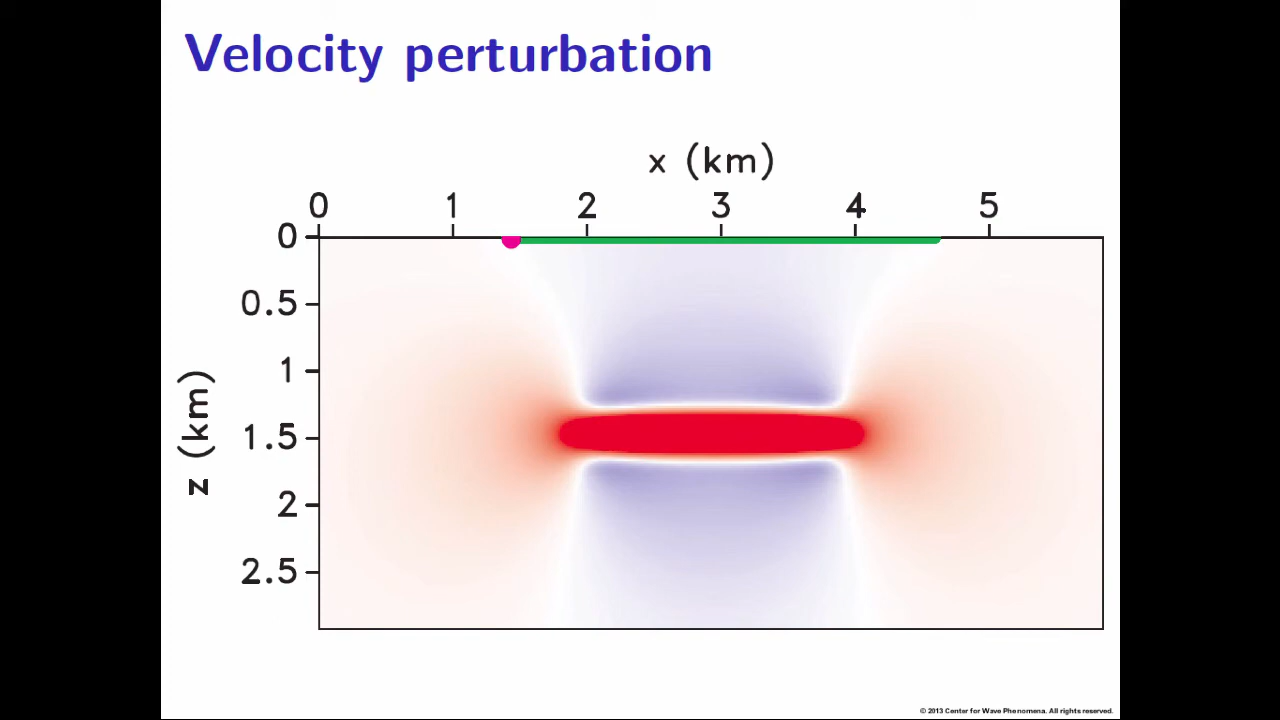 Velocity perturbation
x (km)
0 1 2 3 4 5
0
0.5
1
1.5
2
2.5
z (km)
© 2013 Center for Wave Phenomena. All rights reserved.